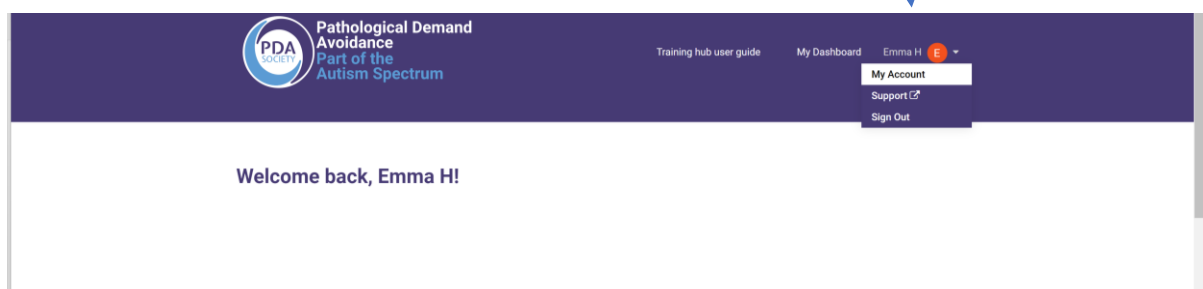 PDA
SOCIETY
Pathological Demand
Avoidance
Part of the
Autism Spectrum
Training hub user guide
My Dashboard
Emma H
E
My Account
Support
Sign Out
Welcome back, Emma H!